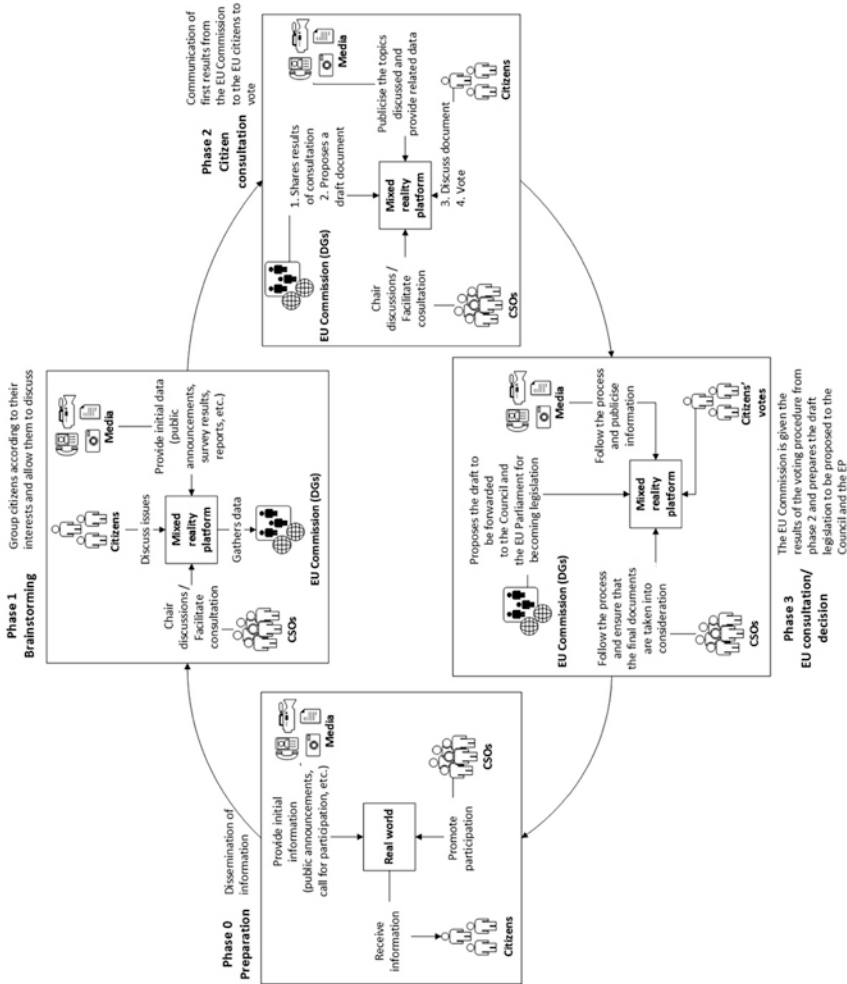 Phase 0
Preparation
Dissemination of
information
Provide initial
information
(public announcements,
call for participation, etc.)
Media
Real world
Receive
information
Citizens
Promote
participation
CSOs
Phase 1
Brainstorming
Group citizens according to their
interests and allow them to discuss
Citizens
Discuss issues
Media
Provide initial data
(public
announcements,
survey results,
reports, etc.)
Chair
discussions/
Facilitate
consultation
CSOs
Mixed
reality
platform
Gathers data
EU Commission (DGs)
Phase 2
Citizen
consultation
Communication of
first results from
the EU Commission
to the EU citizens to
vote
EU Commission (DGs)
1. Shares results
of consultation
2. Proposes a
draft document
Media
Publicise the topics
discussed and
provide related data
Mixed
reality
platform
Chair
discussions/
Facilitate
cosultation
CSOs
3. Discuss document
4. Vote
Citizens
Proposes the draft to
be forwarded
to the Council and
the EU Parliament for
becoming legislation
EU Commission (DGs)
Media
Follow the process
and publicise
information
Mixed
reality
platform
Follow the process
and ensure that
the final documents
are taken into
consideration
CSOs
Citizens'
votes
Phase 3
EU consultation/
decision
The EU Commission is given the
results of the voting procedure from
phase 2 and prepares the draft
legislation to be proposed to the
Council and the EP